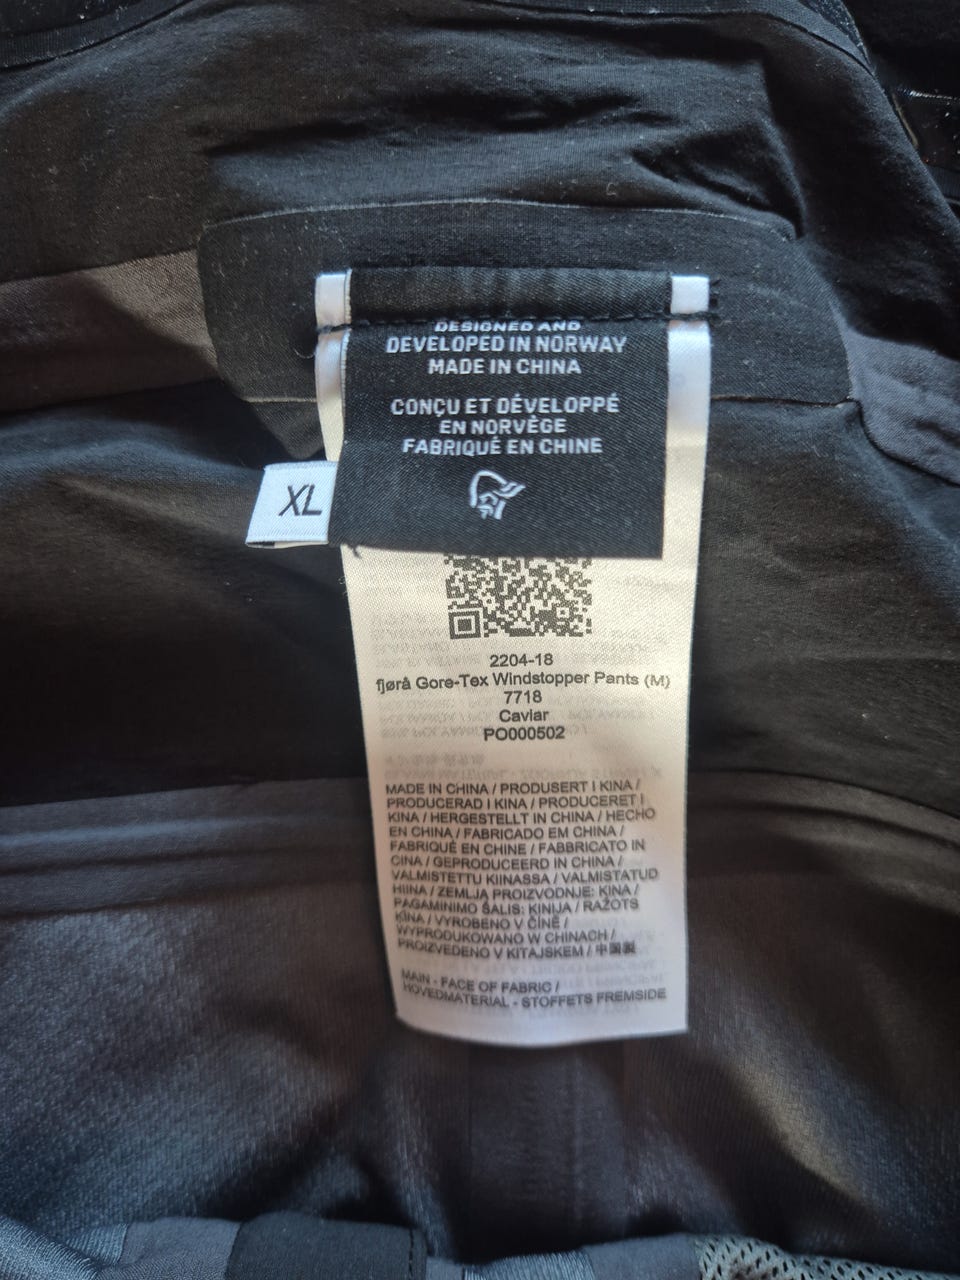 DESIGNED AND
DEVELOPED IN NORWAY
MADE IN CHINA
CONÇU ET DÉVELOPPÉ
EN NORVÈGE
FABRIQUÉ EN CHINE
XL
2204-18
fjørå Gore-Tex Windstopper Pants (M)
7718
Caviar
PO000502
MADE IN CHINA / PRODUSERT I KINA /
PRODUCERAD I KINA / PRODUCERET I
KINA / HERGESTELLT IN CHINA / HECHO
EN CHINA / FABRICADO EM CHINA /
FABRIQUÉ EN CHINE / FABBRICATO IN
CINA / GEPRODUCEERD IN CHINA /
VALMISTETTU KIINASSA / VALMISTATUD
HIINA / ZEMLJA PROIZVODNJE: KINA /
PAGAMINIMO ŠALIS: KINIJA / RAŽOTS
ĶĪNA / VYROBENO V ČÍNĚ /
WYPRODUKOWANO W CHINACH /
PROIZVEDENO V KITAJSKEM / 中国製
MAIN - FACE OF FABRIC /
HOVEDMATERIAL - STOFFETS FREMSIDE